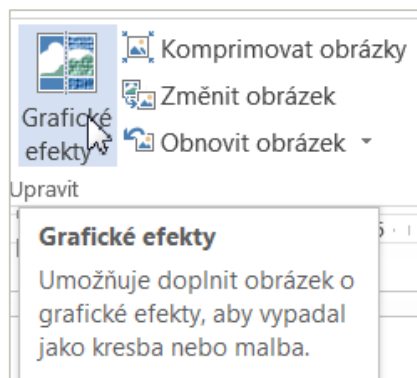 Komprimovat obrázky
Změnit obrázek
Obnovit obrázek
Grafické
efekty
Upravit
Grafické efekty
Umožňuje doplnit obrázek o
grafické efekty, aby vypadal
jako kresba nebo malba.